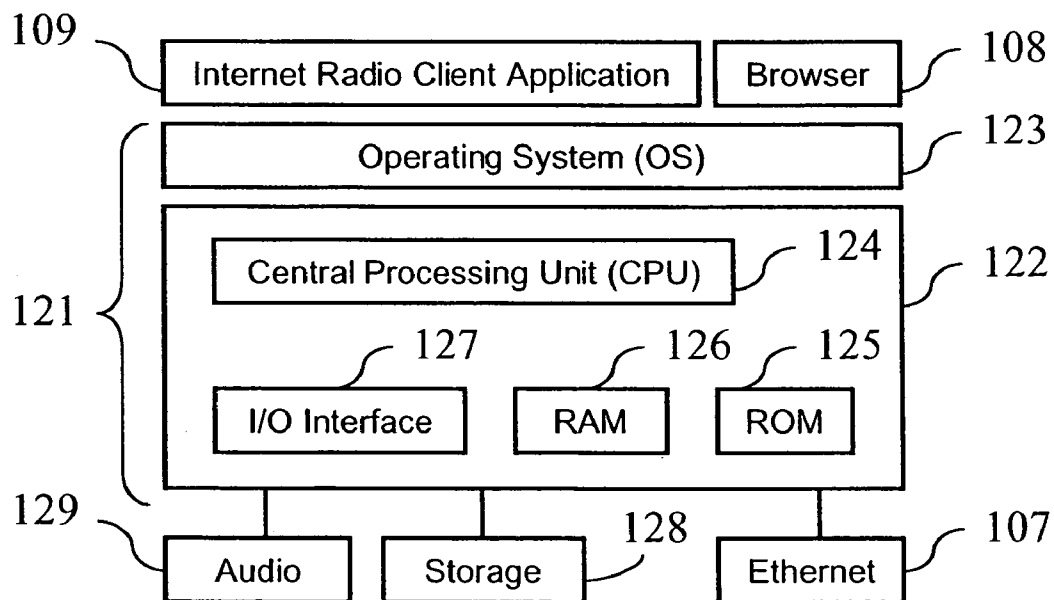 109
Internet Radio Client Application
Browser
108
Operating System (OS)
123
Central Processing Unit (CPU)
124
122
121
127
126
125
I/O Interface
RAM
ROM
129
128
107
Audio
Storage
Ethernet